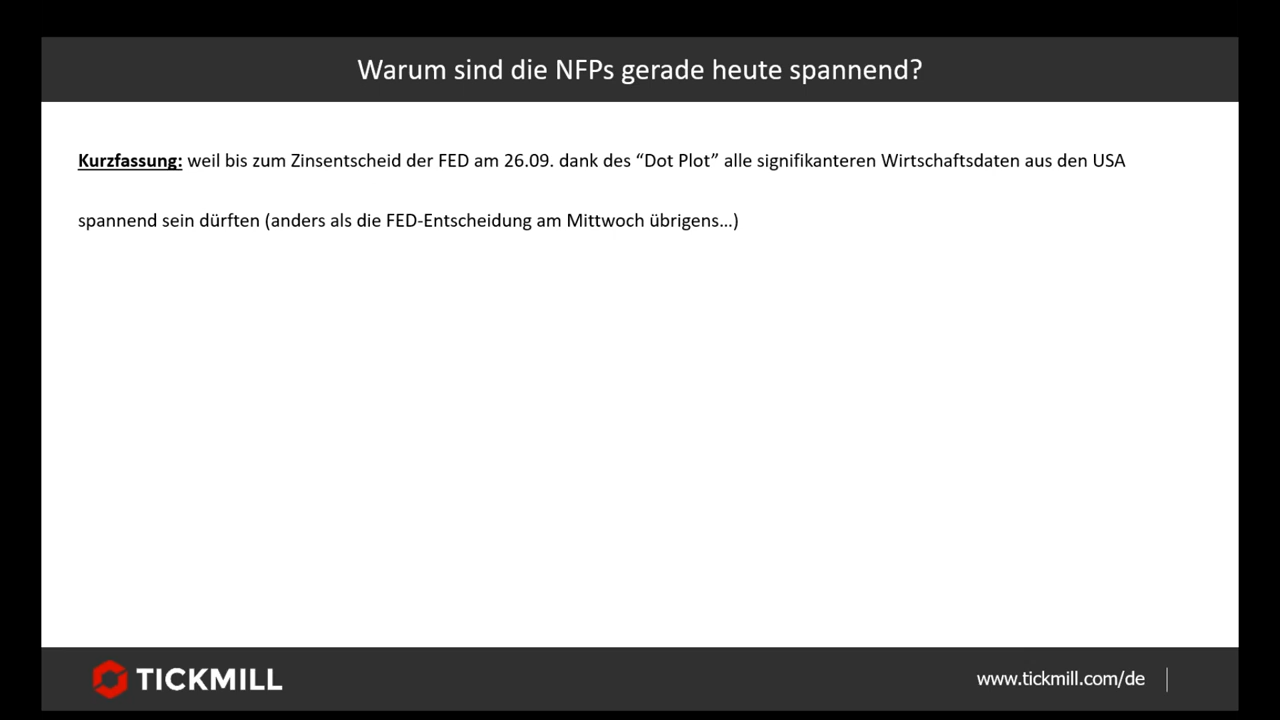 Warum sind die NFPs gerade heute spannend?
Kurzfassung: weil bis zum Zinsentscheid der FED am 26.09. dank des “Dot Plot” alle signifikanteren Wirtschaftsdaten aus den USA
spannend sein dürften (anders als die FED-Entscheidung am Mittwoch übrigens…)
TICKMILL
www.tickmill.com/de